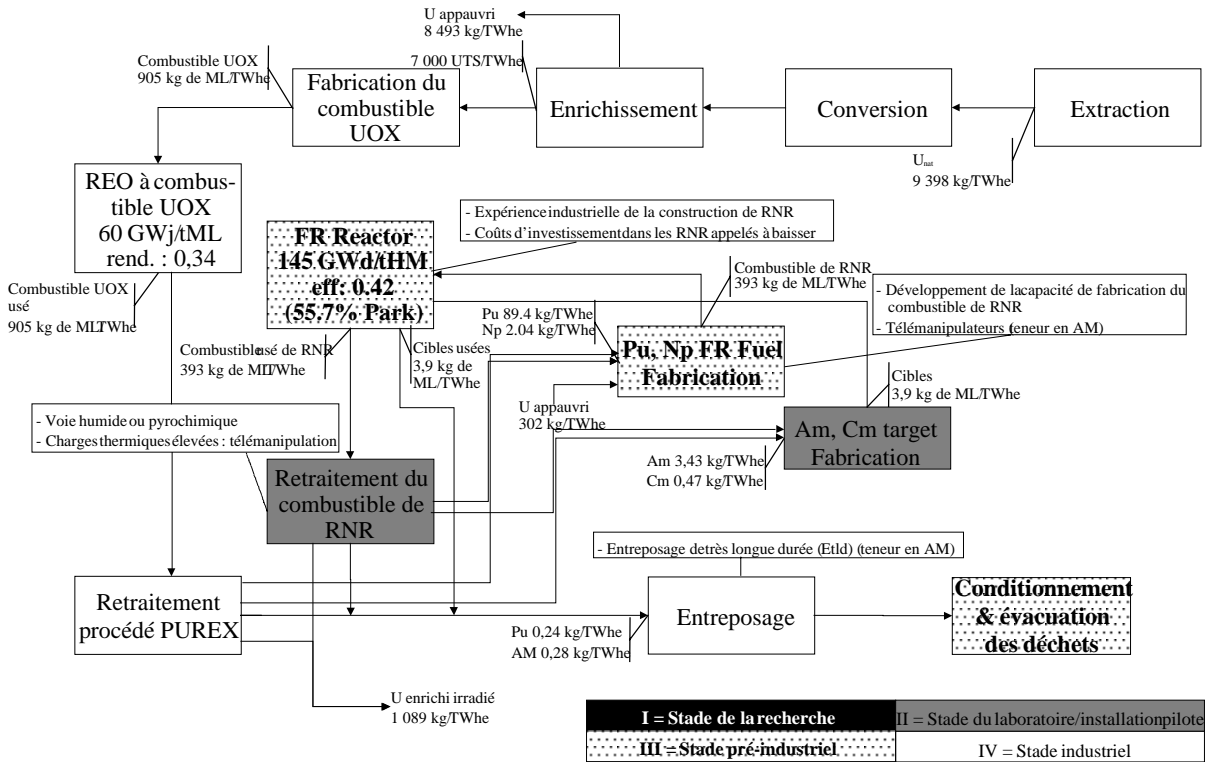 U appauvri
8 493 kg/TWhe
7 000 UTS/TWhe
Combustible UOX
905 kg de ML/TWhe
Fabrication du
combustible
UOX
Enrichissement
Conversion
Extraction
Unat
9 398 kg/TWhe
REO à combus-
tible UOX
60 GWj/tML
rend. : 0,34
Combustible UOX
usé
905 kg de ML/TWhe
FR Reactor
145 GWd/tHM
eff: 0.42
(55.7% Park)
- Expérience industrielle de la construction de RNR
- Coûts d'investissement dans les RNR appelés à baisser
Combustible de RNR
393 kg de ML/TWhe
- Développement de la capacité de fabrication du
combustible de RNR
- Télémanipulateurs (teneur en AM)
Pu 89.4 kg/TWhe
Np 2.04 kg/TWhe
Pu, Np FR Fuel
Fabrication
Combustible usé de RNR
393 kg de ML/TWhe
Cibles usées
3,9 kg de
ML/TWhe
Cibles
3,9 kg de ML/TWhe
U appauvri
302 kg/TWhe
Am, Cm target
Fabrication
- Voie humide ou pyrochimique
- Charges thermiques élevées : télémanipulation
Am 3,43 kg/TWhe
Cm 0,47 kg/TWhe
Retraitement du
combustible de
RNR
- Entreposage de très longue durée (Etld) (teneur en AM)
Retraitement
procédé PUREX
Entreposage
Conditionnement
& évacuation
des déchets
Pu 0,24 kg/TWhe
AM 0,28 kg/TWhe
U enrichi irradié
1 089 kg/TWhe
I = Stade de la recherche
II = Stade du laboratoire/installation pilote
III = Stade pré-industriel
IV = Stade industriel